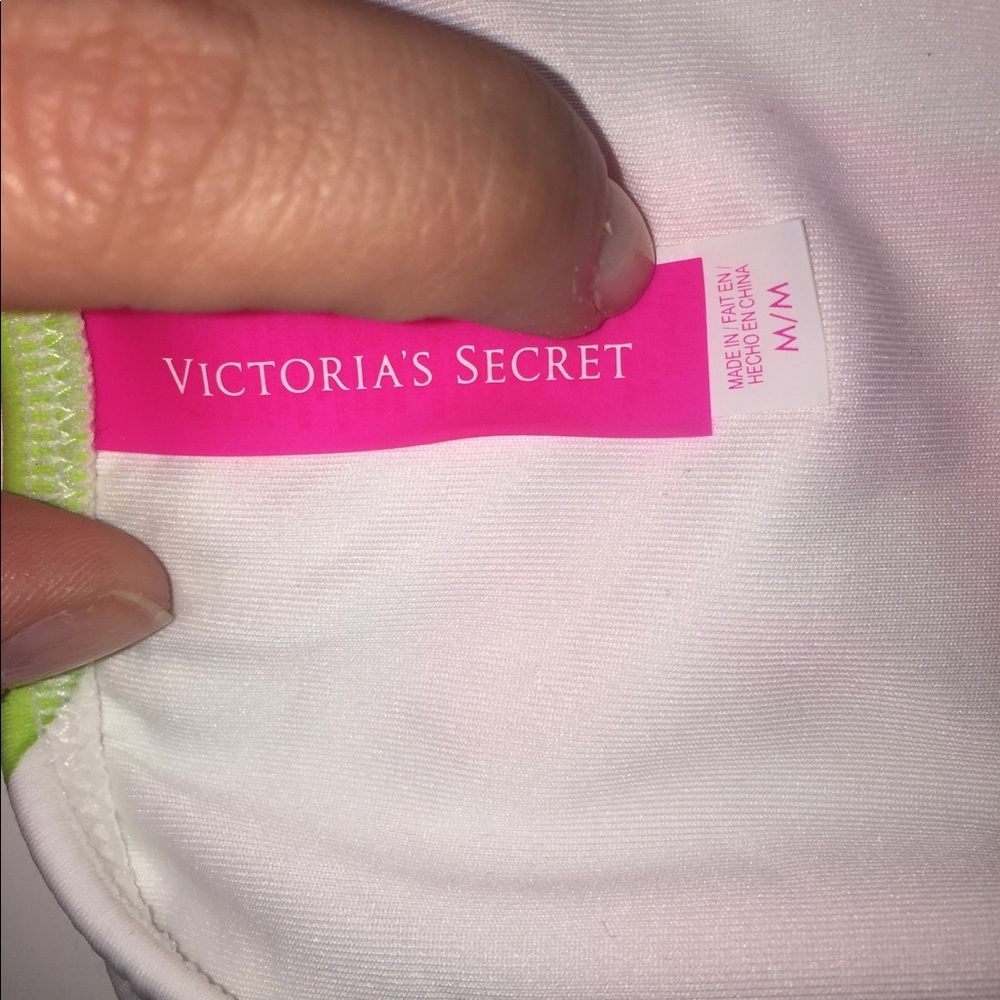 VICTORIA'S SECRET
MADE IN / FAIT EN /
HECHO EN CHINA
M/M